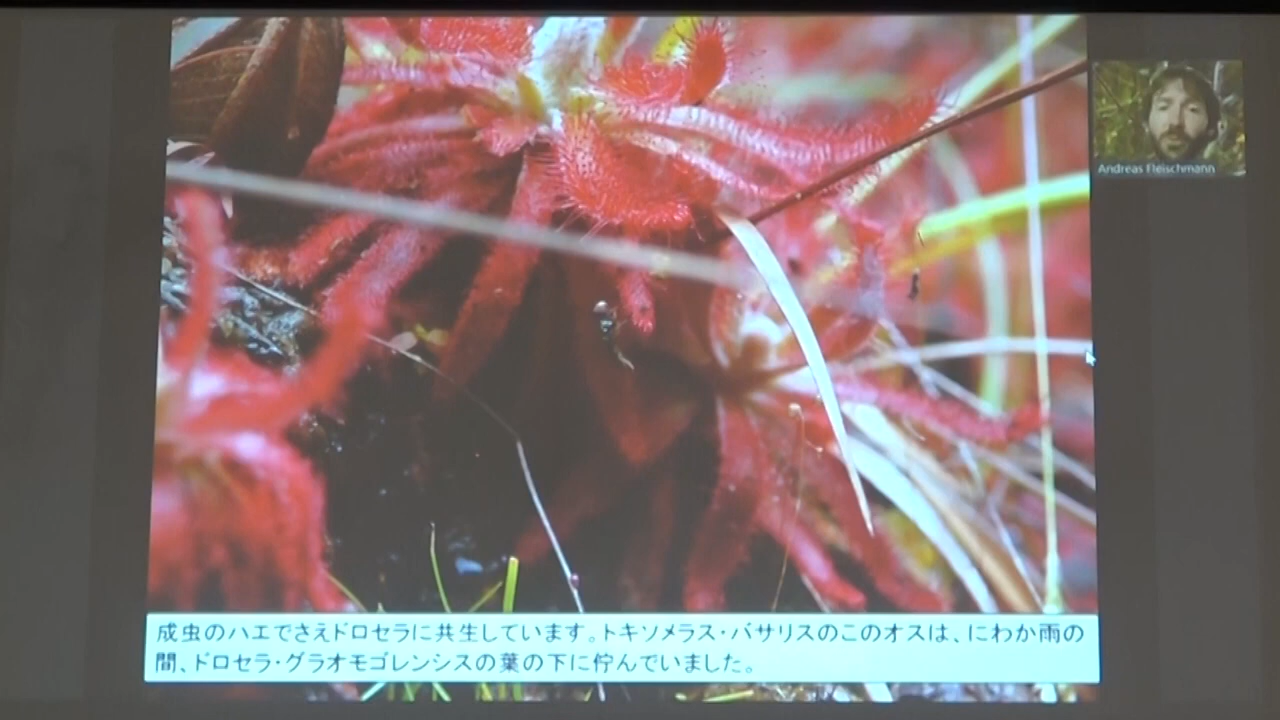 Andreas Fleischmann
成虫のハエでさえドロセラに共生しています。トキソメラス・バサリスのこのオスは、にわか雨の
間、ドロセラ・グラオモゴレンシスの葉の下に佇んでいました。